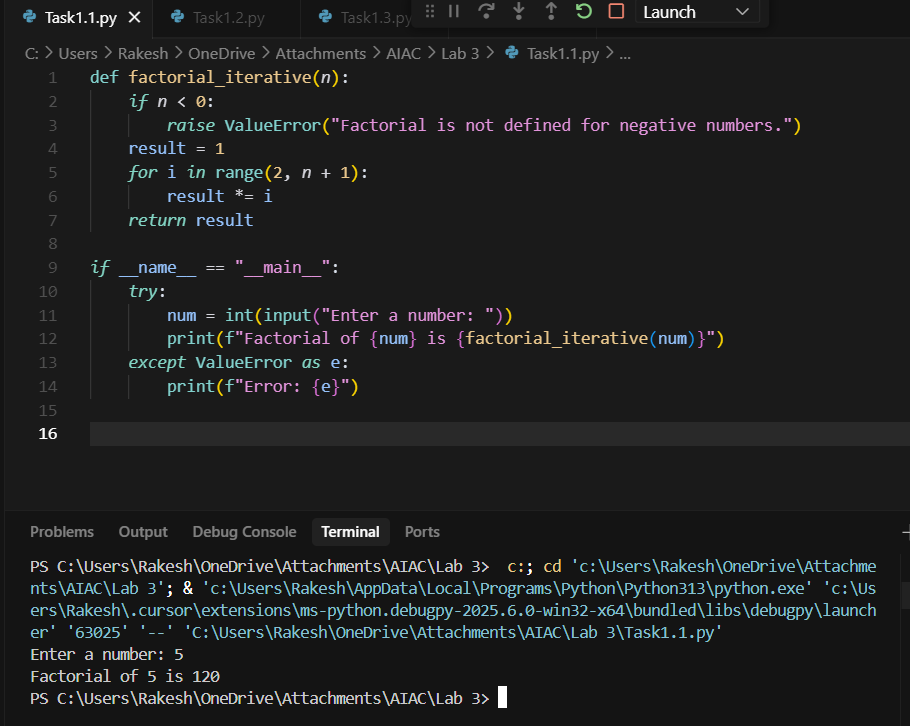 Task1.1.py Task1.2.py Task1.3.py Launch
C: > Users > Rakesh > OneDrive > Attachments > AIAC > Lab 3 > Task1.1.py > ...
1 def factorial_iterative(n):
2     if n < 0:
3         raise ValueError("Factorial is not defined for negative numbers.")
4     result = 1
5     for i in range(2, n + 1):
6         result *= i
7     return result
8
9 if __name__ == "__main__":
10     try:
11         num = int(input("Enter a number: "))
12         print(f"Factorial of {num} is {factorial_iterative(num)}")
13     except ValueError as e:
14         print(f"Error: {e}")
15
16
Problems Output Debug Console Terminal Ports
PS C:\Users\Rakesh\OneDrive\Attachments\AIAC\Lab 3>  c:; cd 'c:\Users\Rakesh\OneDrive\Attachme
nts\AIAC\Lab 3'; & 'c:\Users\Rakesh\AppData\Local\Programs\Python\Python313\python.exe' 'c:\Us
ers\Rakesh\.cursor\extensions\ms-python.debugpy-2025.6.0-win32-x64\bundled\libs\debugpy\launch
er' '63025' '--' 'C:\Users\Rakesh\OneDrive\Attachments\AIAC\Lab 3\Task1.1.py'
Enter a number: 5
Factorial of 5 is 120
PS C:\Users\Rakesh\OneDrive\Attachments\AIAC\Lab 3>